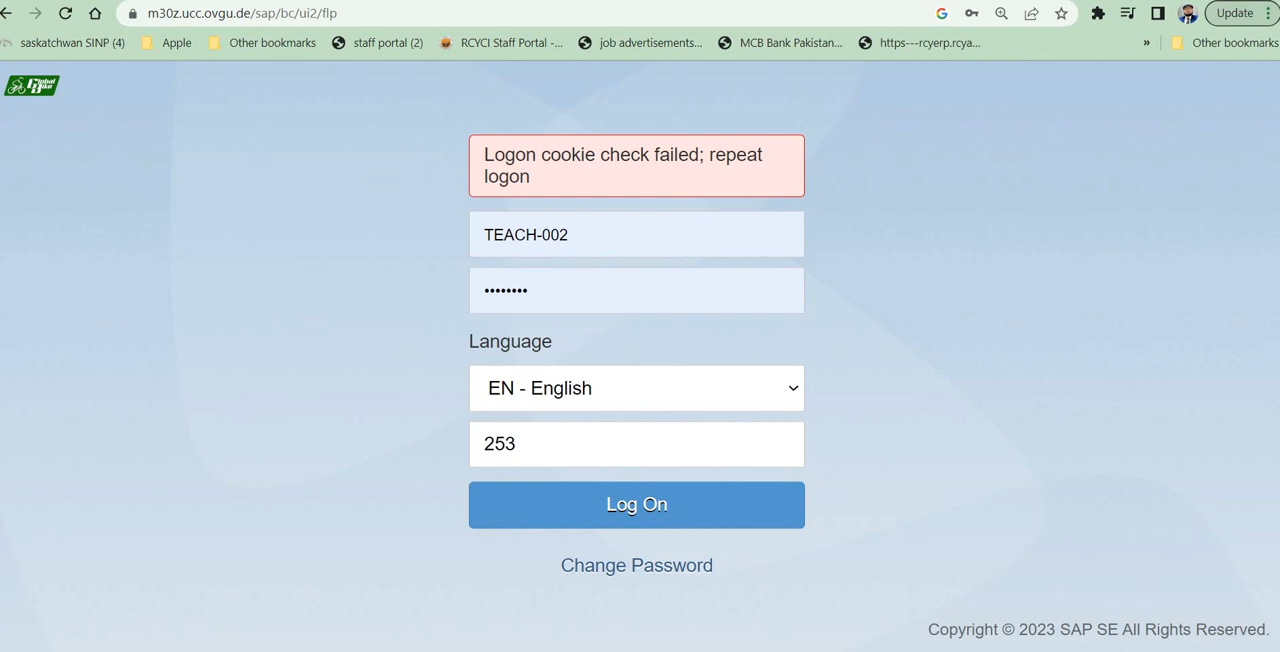 m30z.ucc.ovgu.de/sap/bc/ui2/flp
Update
saskatchwan SINP (4)
Apple
Other bookmarks
staff portal (2)
RCYCI Staff Portal -...
job advertisements...
MCB Bank Pakistan...
https---rcyerp.rcya...
»
Other bookmarks
Global
Bike
Logon cookie check failed; repeat
logon
TEACH-002
••••••••
Language
EN - English
253
Log On
Change Password
Copyright © 2023 SAP SE All Rights Reserved.